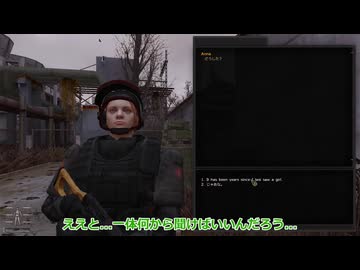 Anna
どうした?
1. It has been years since I last saw a girl.
2. じゃあな。
ええと...一体何から聞けばいいんだろう...